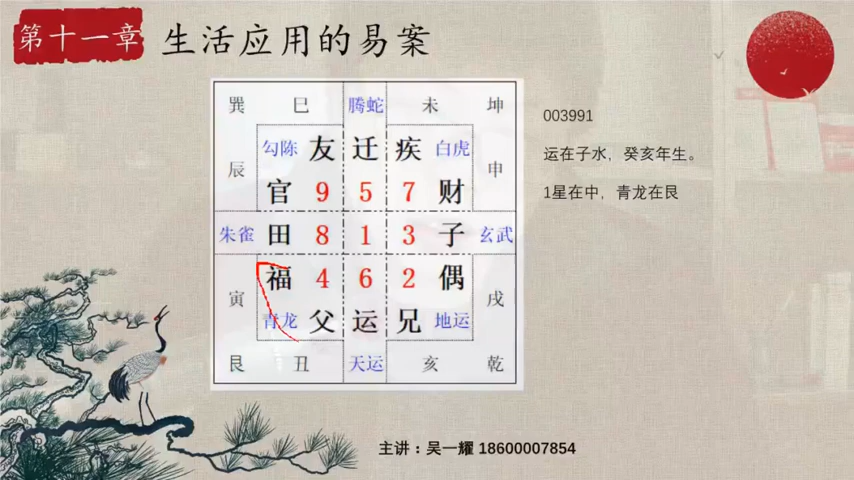 第十一章 生活应用的易案
巽 巳 腾蛇 未 坤
辰 勾陈 友 迁 疾 白虎 申
官 9 5 7 财
朱雀 田 8 1 3 子 玄武
寅 福 4 6 2 偶 戌
青龙 父 运 兄 地运
艮 丑 天运 亥 乾
003991
运在子水，癸亥年生。
1星在中，青龙在艮
主讲：吴一耀 18600007854